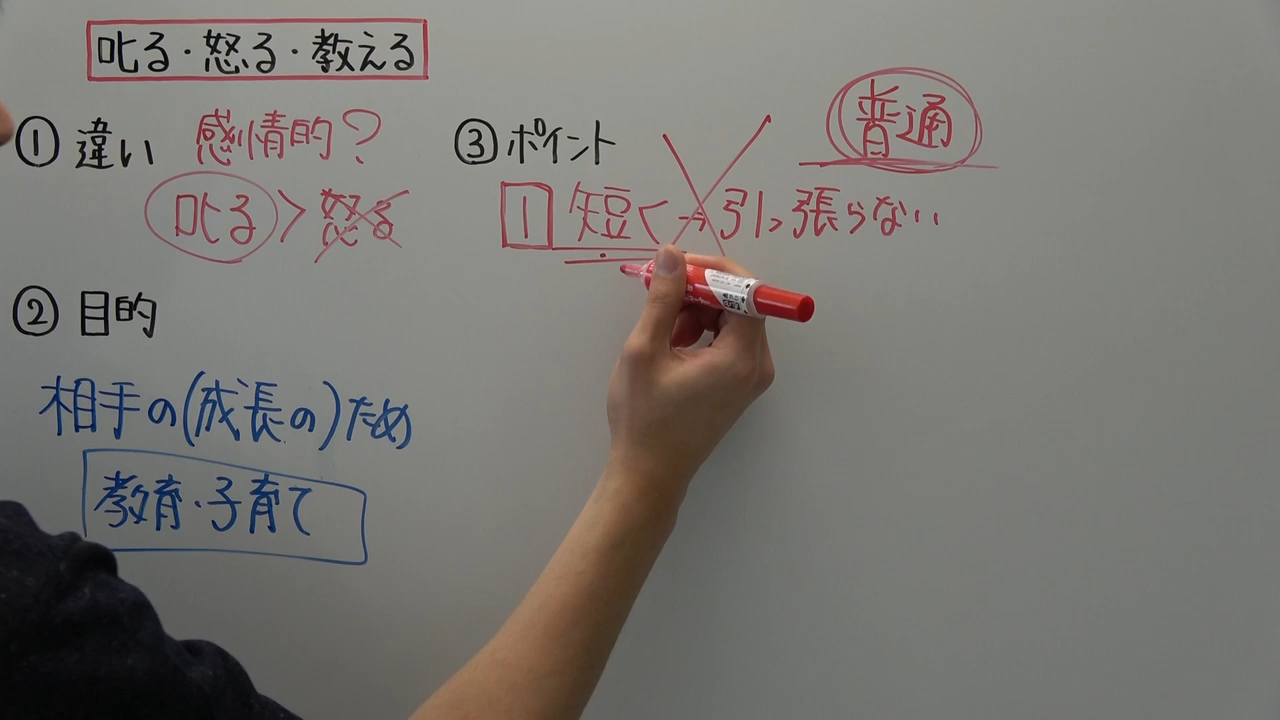 叱る・怒る・教える
① 違い 感情的?
叱る > 怒る
② 目的
相手の(成長の)ため
教育・子育て
③ ポイント
普通
1 短く→引っ張らない